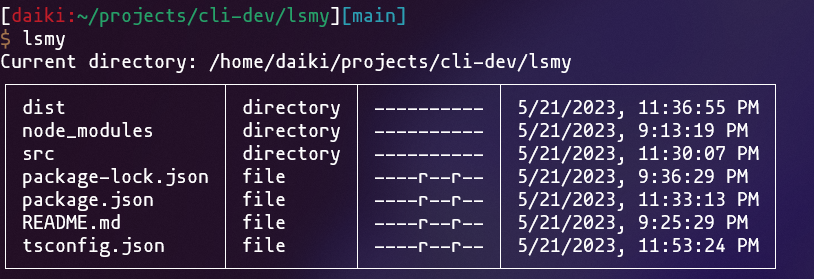 [daiki:~/projects/cli-dev/lsmy][main]
$ lsmy
Current directory: /home/daiki/projects/cli-dev/lsmy
dist directory ---------- 5/21/2023, 11:36:55 PM
node_modules directory ---------- 5/21/2023, 9:13:19 PM
src directory ---------- 5/21/2023, 11:30:07 PM
package-lock.json file ----r--r-- 5/21/2023, 9:36:29 PM
package.json file ----r--r-- 5/21/2023, 11:33:13 PM
README.md file ----r--r-- 5/21/2023, 9:25:29 PM
tsconfig.json file ----r--r-- 5/21/2023, 11:53:24 PM